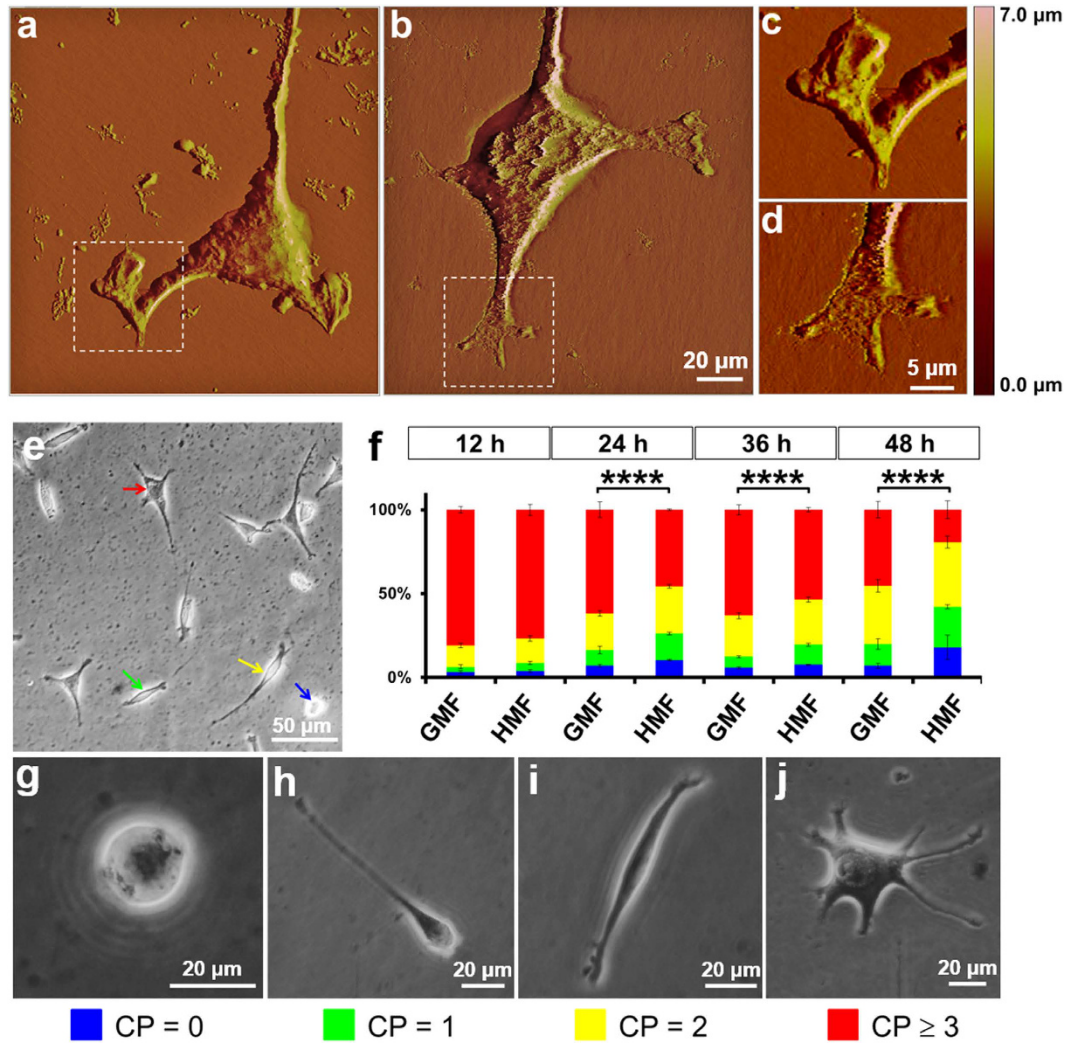 a
b
c
7.0 µm
d
20 µm
5 µm
0.0 µm
e
50 µm
f
12 h
24 h
36 h
48 h
****
****
****
100%
50%
0%
GMF
HMF
GMF
HMF
GMF
HMF
GMF
HMF
g
20 µm
h
20 µm
i
20 µm
j
20 µm
CP = 0
CP = 1
CP = 2
CP ≥ 3